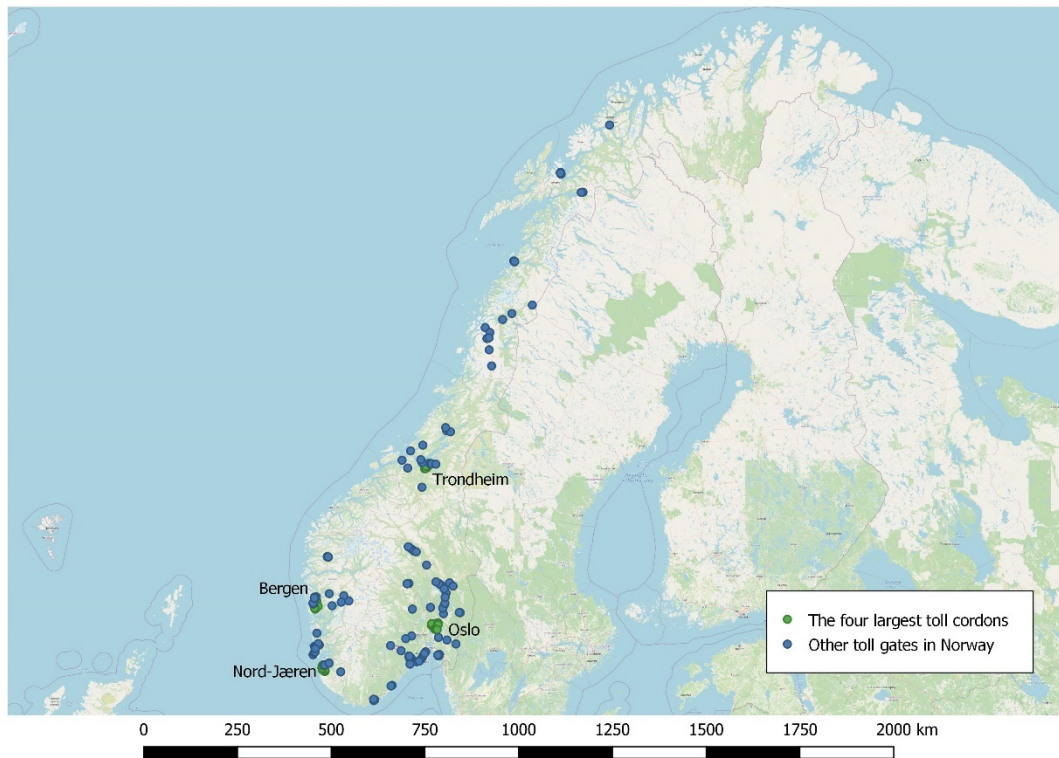 Trondheim
Bergen
Oslo
Nord-Jæren
The four largest toll cordons
Other toll gates in Norway
0 250 500 750 1000 1250 1500 1750 2000 km